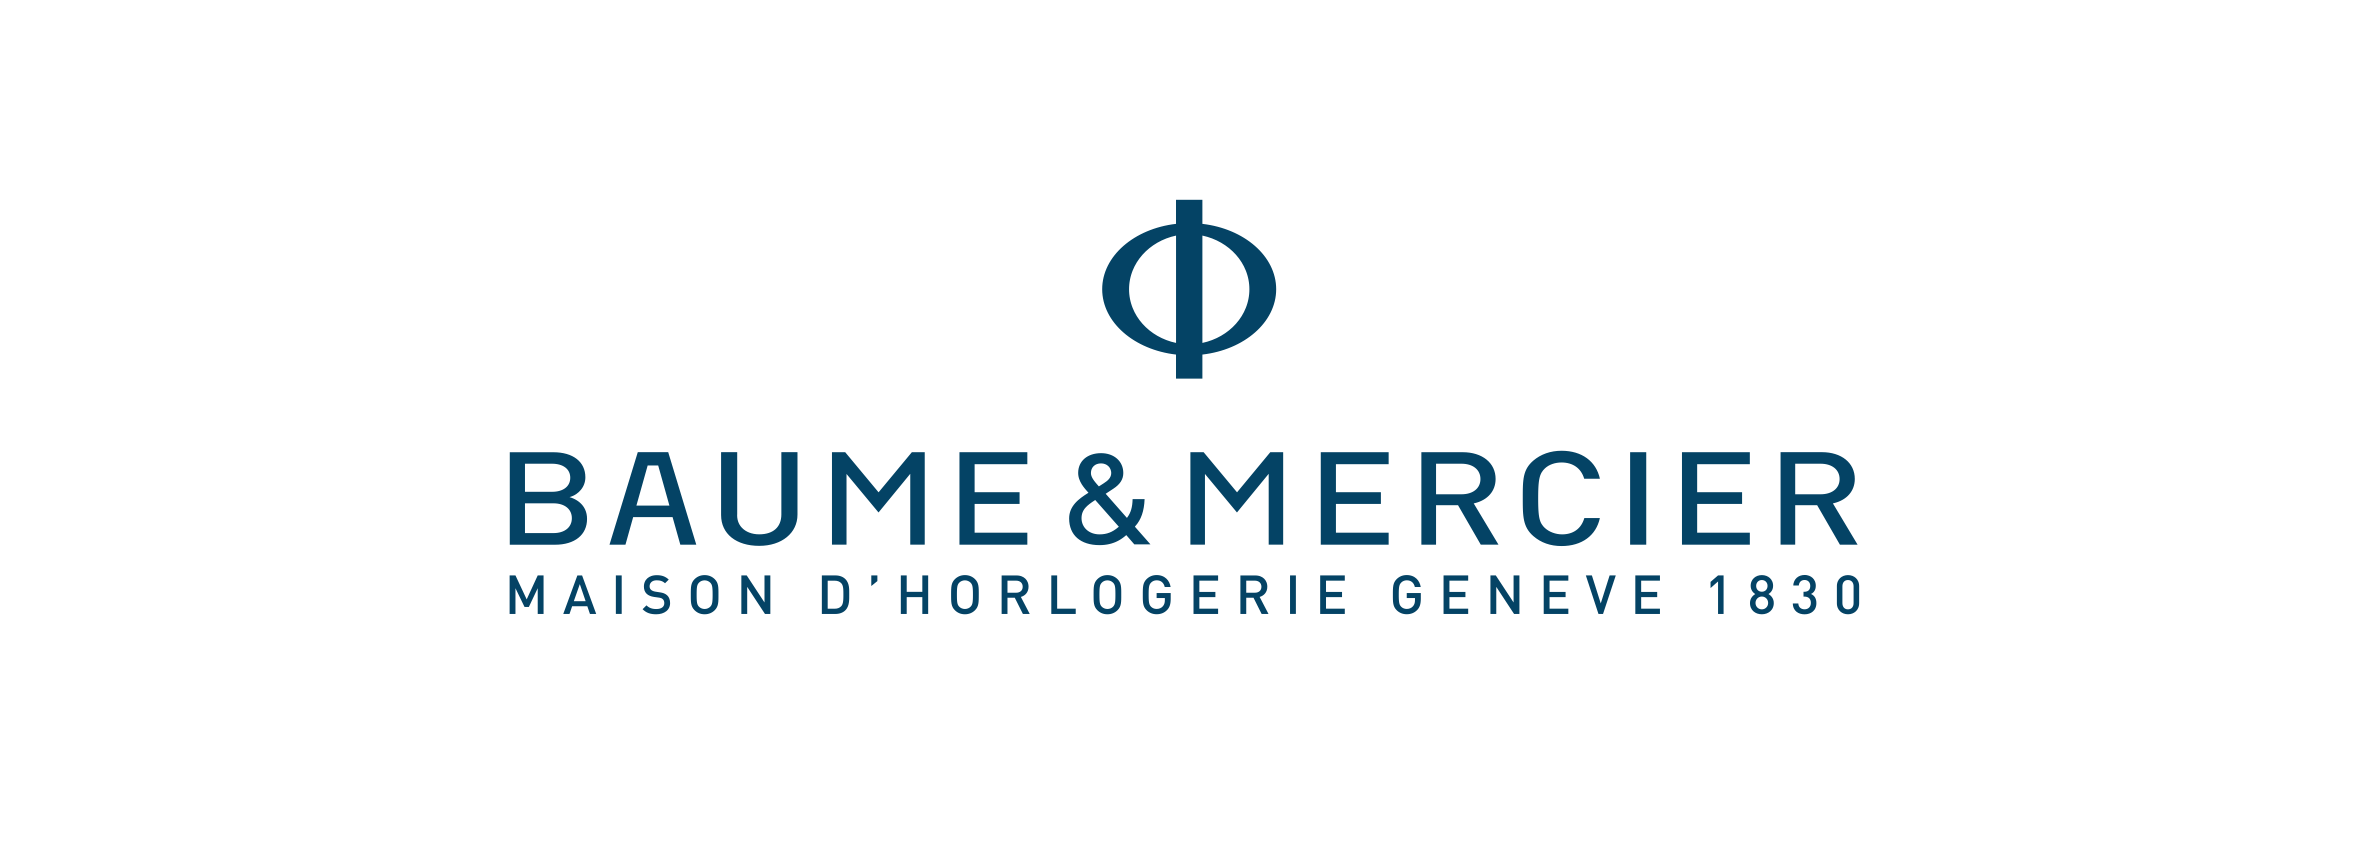 BAUME & MERCIER
MAISON D'HORLOGERIE GENEVE 1830